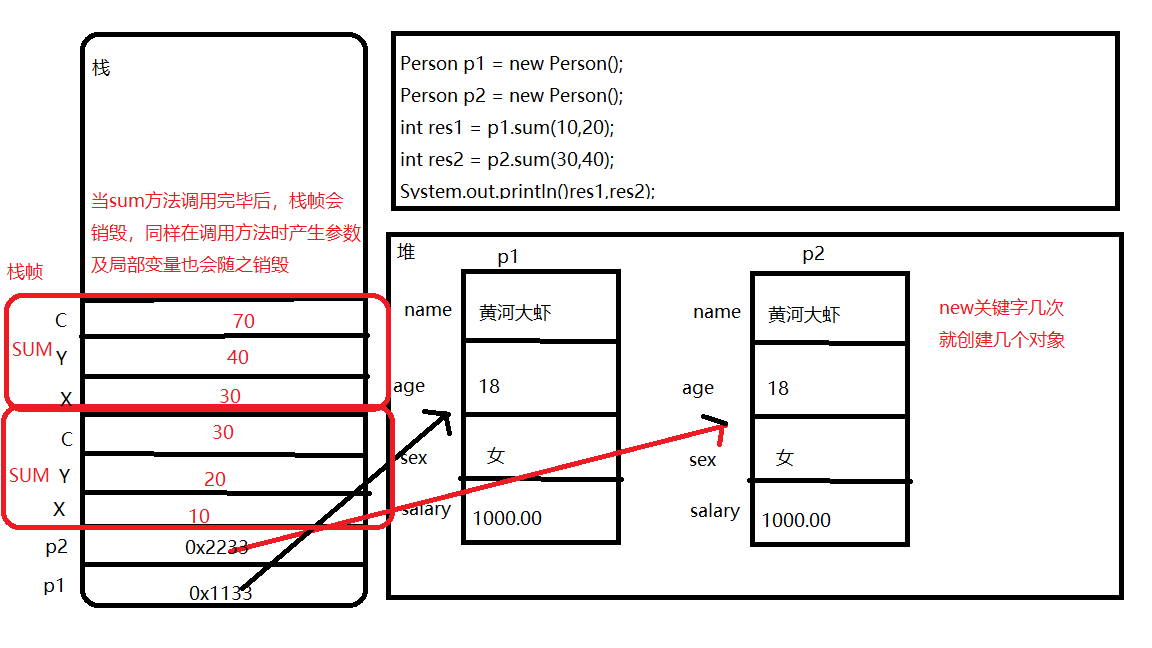 栈
当sum方法调用完毕后，栈帧会
销毁，同样在调用方法时产生参数
及局部变量也会随之销毁
栈帧
C 70
SUM Y 40
X 30
C 30
SUM Y 20
X 10
p2 0x2233
p1 0x1133
Person p1 = new Person();
Person p2 = new Person();
int res1 = p1.sum(10,20);
int res2 = p2.sum(30,40);
System.out.println()res1,res2);
堆
p1
name 黄河大虾
age 18
sex 女
salary 1000.00
p2
name 黄河大虾
age 18
sex 女
salary 1000.00
new关键字几次
就创建几个对象